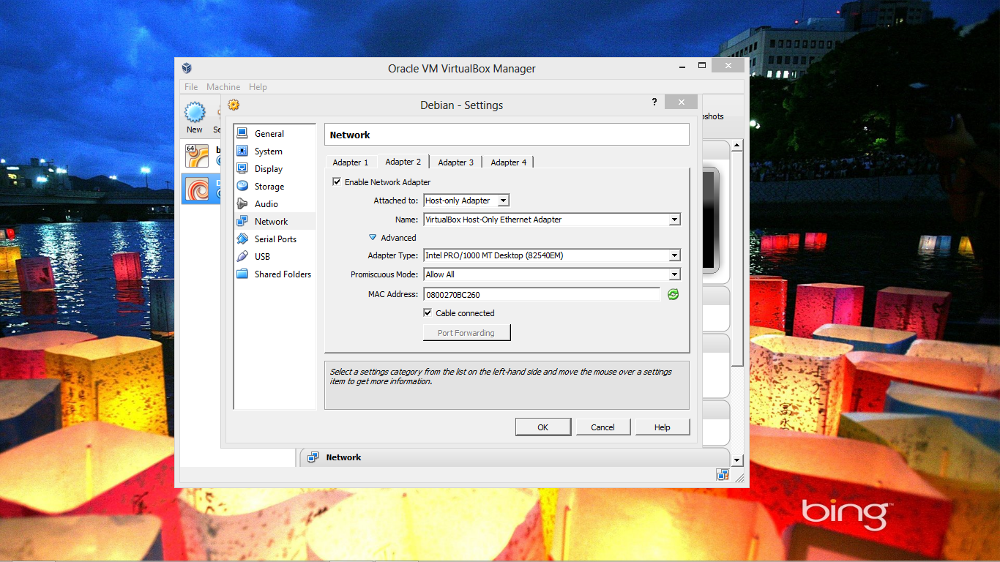 Oracle VM VirtualBox Manager
File Machine Help
Debian - Settings
?
New
pshots
64
General
System
Display
Storage
Audio
Network
Serial Ports
USB
Shared Folders
Network
Adapter 1 Adapter 2 Adapter 3 Adapter 4
Enable Network Adapter
Attached to: Host-only Adapter
Name: VirtualBox Host-Only Ethernet Adapter
Advanced
Adapter Type: Intel PRO/1000 MT Desktop (82540EM)
Promiscuous Mode: Allow All
MAC Address: 0800270BC260
Cable connected
Port Forwarding
Select a settings category from the list on the left-hand side and move the mouse over a settings
item to get more information.
OK Cancel Help
Network
bing™